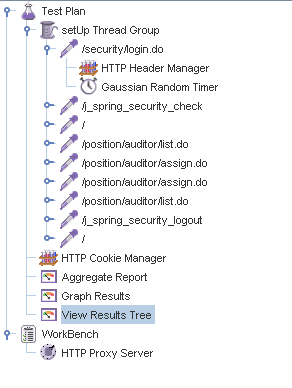 Test Plan
setUp Thread Group
/security/login.do
HTTP Header Manager
Gaussian Random Timer
/j_spring_security_check
/
/position/auditor/list.do
/position/auditor/assign.do
/position/auditor/assign.do
/position/auditor/list.do
/j_spring_security_logout
/
HTTP Cookie Manager
Aggregate Report
Graph Results
View Results Tree
WorkBench
HTTP Proxy Server